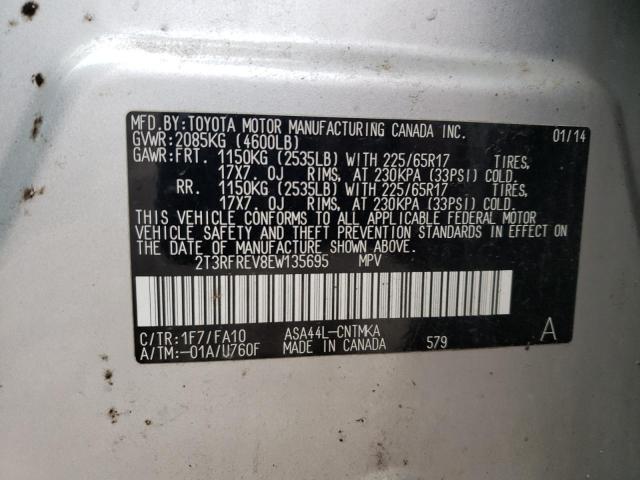 MFD.BY:TOYOTA MOTOR MANUFACTURING CANADA INC. 01/14
GVWR:2085KG (4600LB)
GAWR:FRT. 1150KG (2535LB) WITH 225/65R17 TIRES,
17X7.0J RIMS, AT 230KPA (33PSI) COLD.
RR. 1150KG (2535LB) WITH 225/65R17 TIRES,
17X7.0J RIMS, AT 230KPA (33PSI) COLD.
THIS VEHICLE CONFORMS TO ALL APPLICABLE FEDERAL MOTOR
VEHICLE SAFETY AND THEFT PREVENTION STANDARDS IN EFFECT ON
THE DATE OF MANUFACTURE SHOWN ABOVE.
2T3RFREV8EW135695 MPV
C/TR:1F7/FA10 ASA44L-CNTMKA A
A/TM:-01A/U760F MADE IN CANADA 579